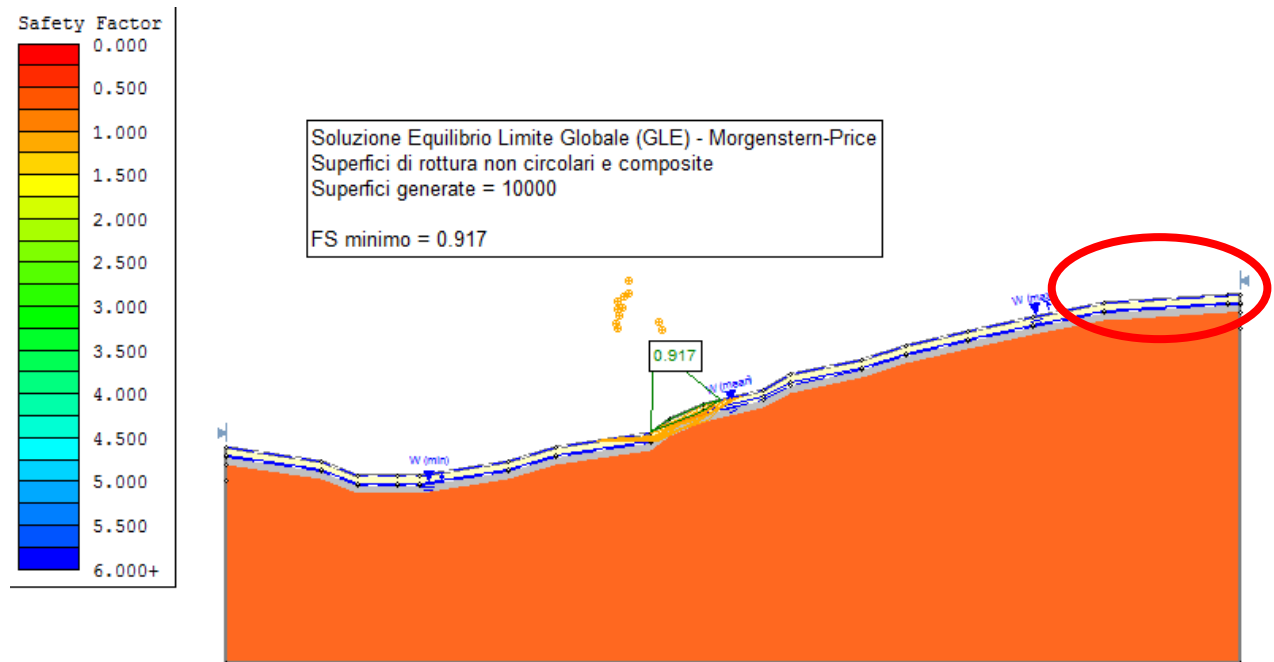 Safety Factor
0.000
0.500
1.000
1.500
2.000
2.500
3.000
3.500
4.000
4.500
5.000
5.500
6.000+
Soluzione Equilibrio Limite Globale (GLE) - Morgenstern-Price
Superfici di rottura non circolari e composite
Superfici generate = 10000
FS minimo = 0.917
W (max)
0.917
W (mean)
W (min)